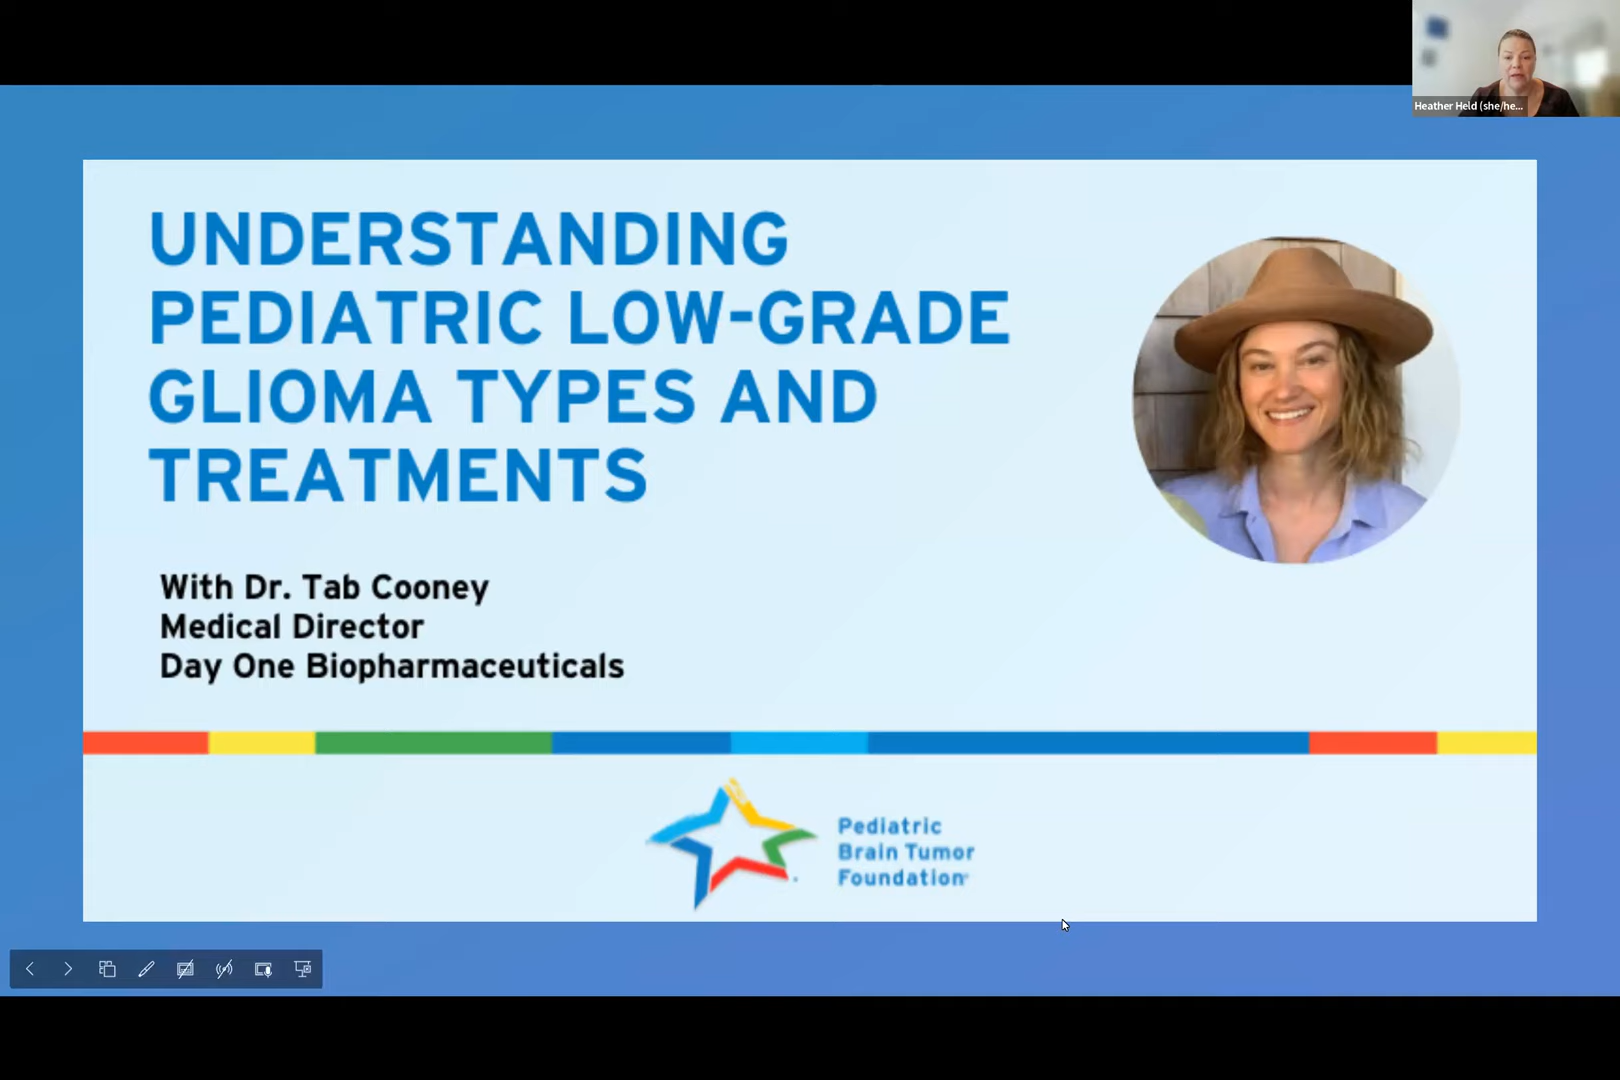 Heather Held (she/he...
UNDERSTANDING
PEDIATRIC LOW-GRADE
GLIOMA TYPES AND
TREATMENTS
With Dr. Tab Cooney
Medical Director
Day One Biopharmaceuticals
Pediatric
Brain Tumor
Foundation®